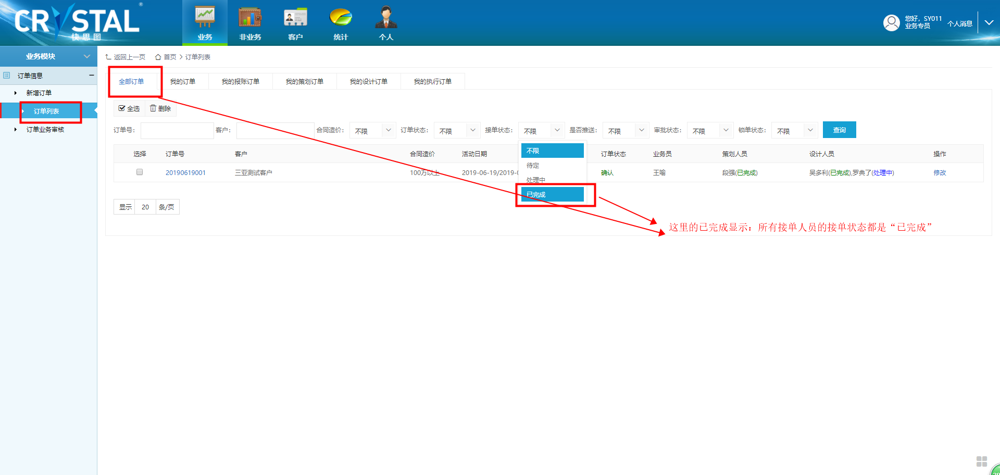 CRYSTAL ®
快思图
业务
非业务
客户
统计
个人
您好，SY011
业务专员
个人消息
业务模块
订单信息
新增订单
订单列表
订单业务审核
返回上一页 首页 > 订单列表
全部订单 我的订单 我的报账订单 我的策划订单 我的设计订单 我的执行订单
全选 删除
订单号： 客户： 合同造价： 不限 订单状态： 不限 接单状态： 不限 是否推送： 不限 审批状态： 不限 锁单状态： 不限 查询
不限
待定
处理中
已完成
选择 订单号 客户 合同造价 活动日期 订单状态 业务员 策划人员 设计人员 操作
20190619001 三亚测试客户 100万以上 2019-06-19/2019- 确认 王喻 段强(已完成) 吴多利(已完成),罗典了(处理中) 修改
显示 20 条/页
这里的已完成显示：所有接单人员的接单状态都是“已完成”